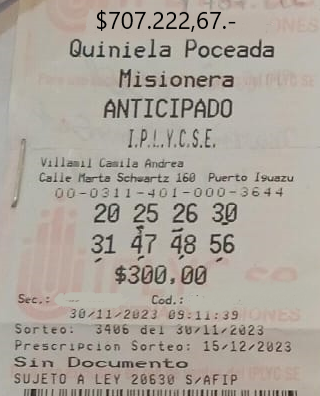 $707.222,67.-
Quiniela Poceada
Misionera
ANTICIPADO
I.P.L.Y.C.S.E.
Villamil Camila Andrea
Calle Marta Schwartz 160 Puerto Iguazu
00-0311-401-000-3644
20 25 26 30
31 47 48 56
$300,00
Sec.: Cod.:
30/11/2023 09:11:39
Sorteo: 3406 del 30/11/2023
Prescripcion Sorteo: 15/12/2023
Sin Documento
SUJETO A LEY 20630 S/AFIP